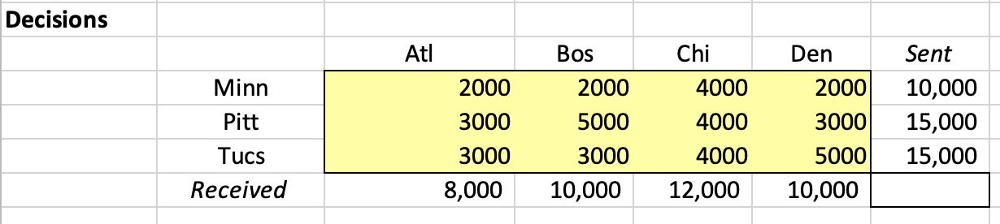 Decisions
Atl Bos Chi Den Sent
Minn 2000 2000 4000 2000 10,000
Pitt 3000 5000 4000 3000 15,000
Tucs 3000 3000 4000 5000 15,000
Received 8,000 10,000 12,000 10,000